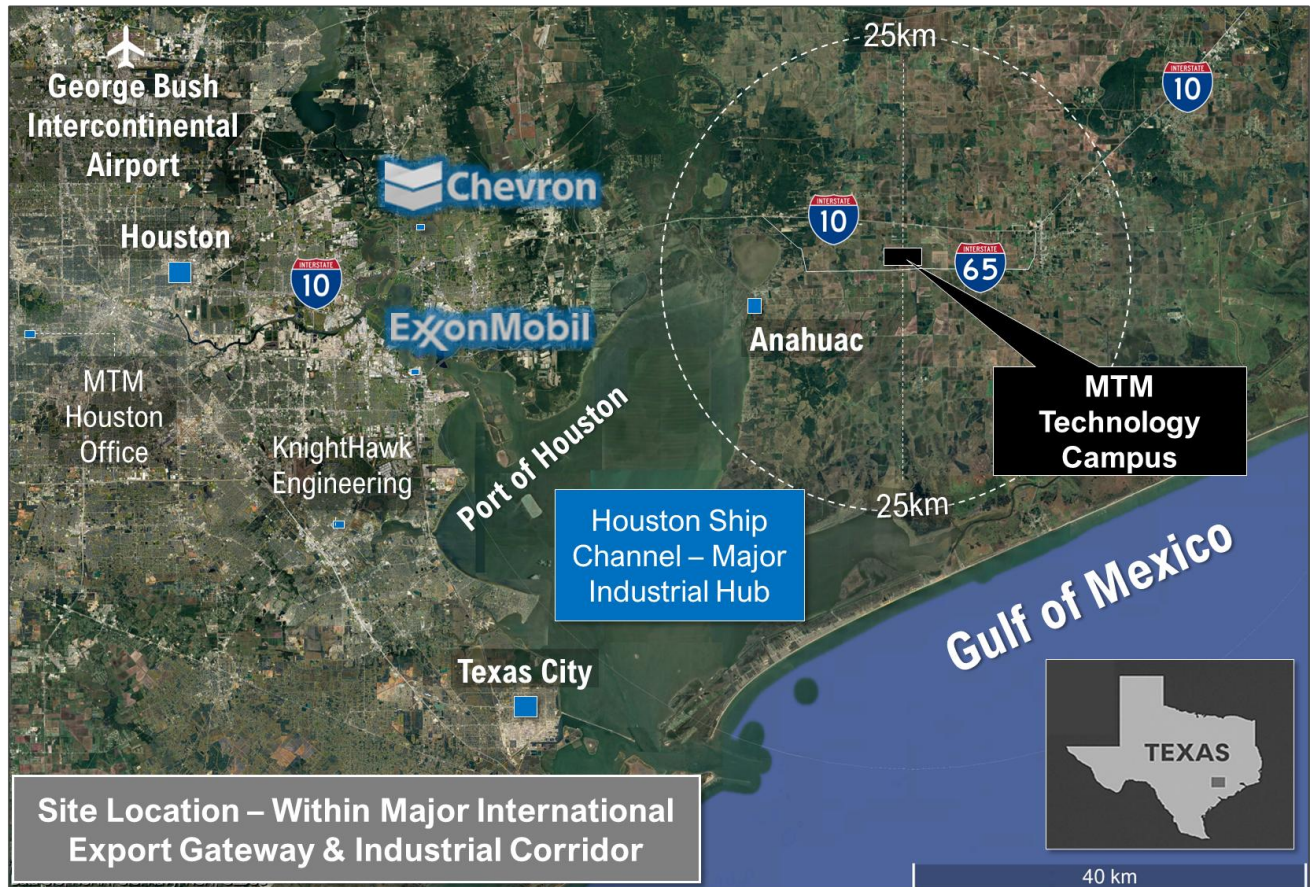 George Bush
Intercontinental
Airport
25km
INTERSTATE
10
Chevron
Houston
INTERSTATE
10
INTERSTATE
10
INTERSTATE
65
ExxonMobil
Anahuac
MTM
Houston
Office
KnightHawk
Engineering
Port of Houston
MTM
Technology
Campus
25km
Houston Ship
Channel – Major
Industrial Hub
Gulf of Mexico
Texas City
TEXAS
Site Location – Within Major International
Export Gateway & Industrial Corridor
40 km